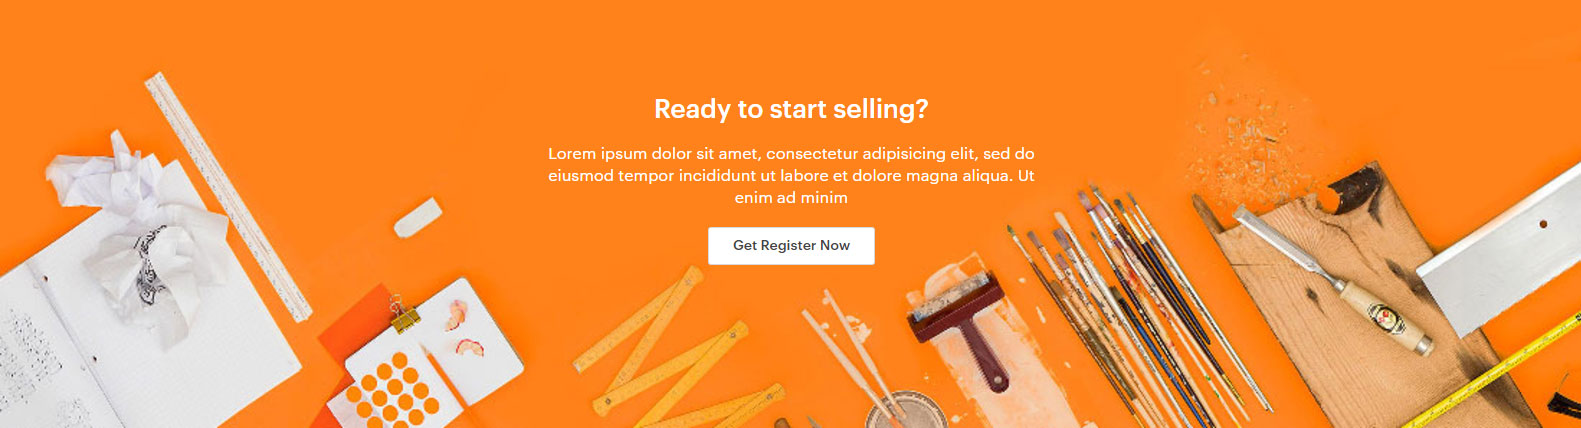 Ready to start selling?
Lorem ipsum dolor sit amet, consectetur adipisicing elit, sed do
eiusmod tempor incididunt ut labore et dolore magna aliqua. Ut
enim ad minim
Get Register Now